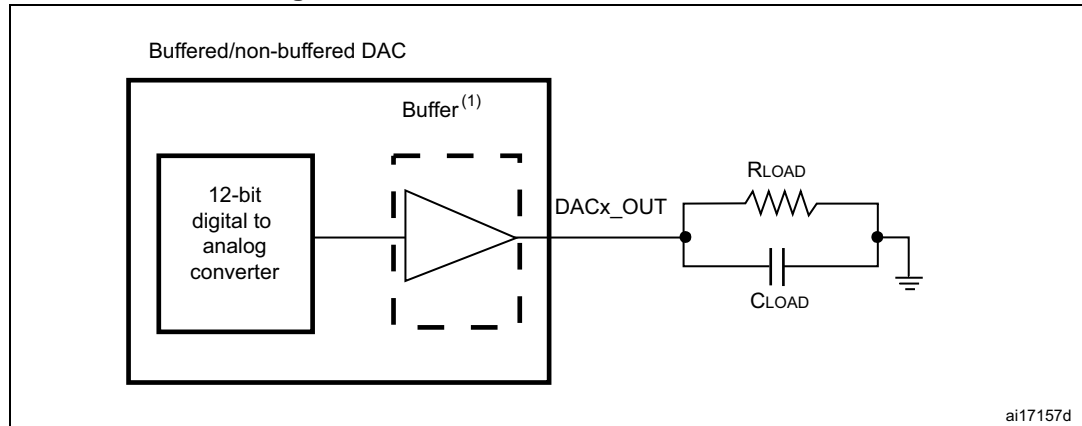 Buffered/non-buffered DAC
Buffer(1)
12-bit
digital to
analog
converter
DACx_OUT
RLOAD
CLOAD
ai17157d